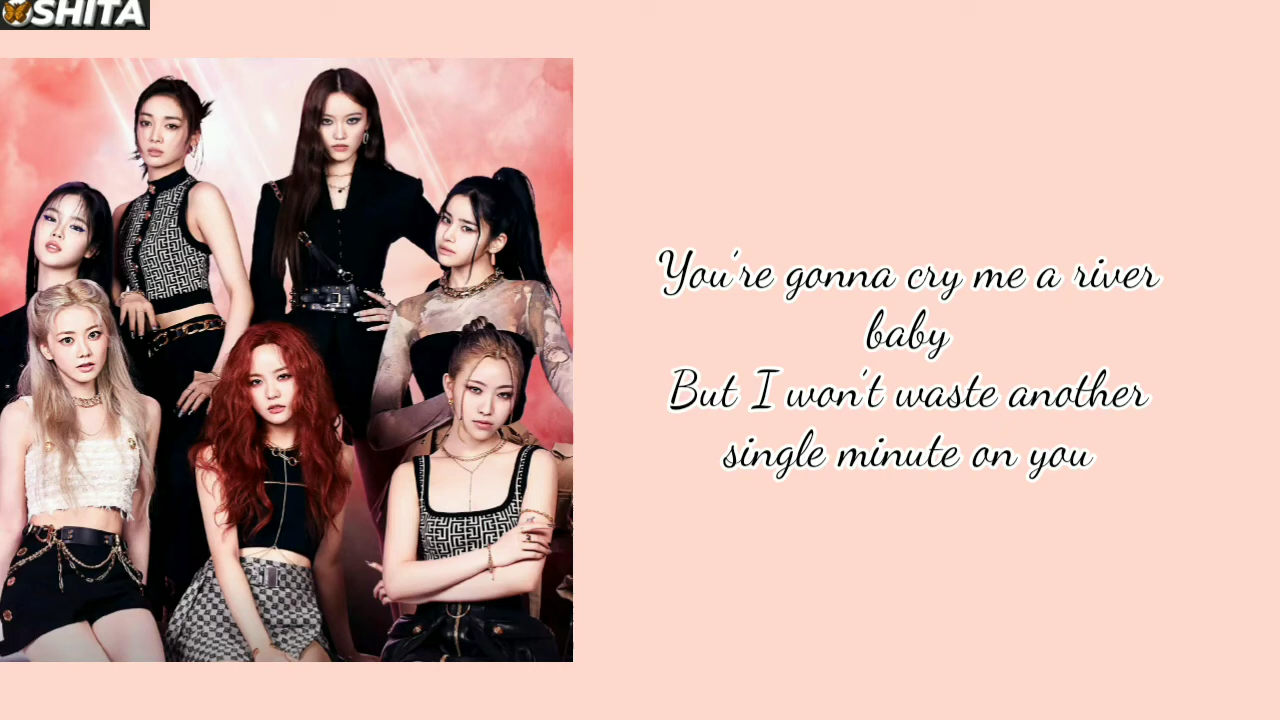 SHITA
You're gonna cry me a river
baby
But I won't waste another
single minute on you